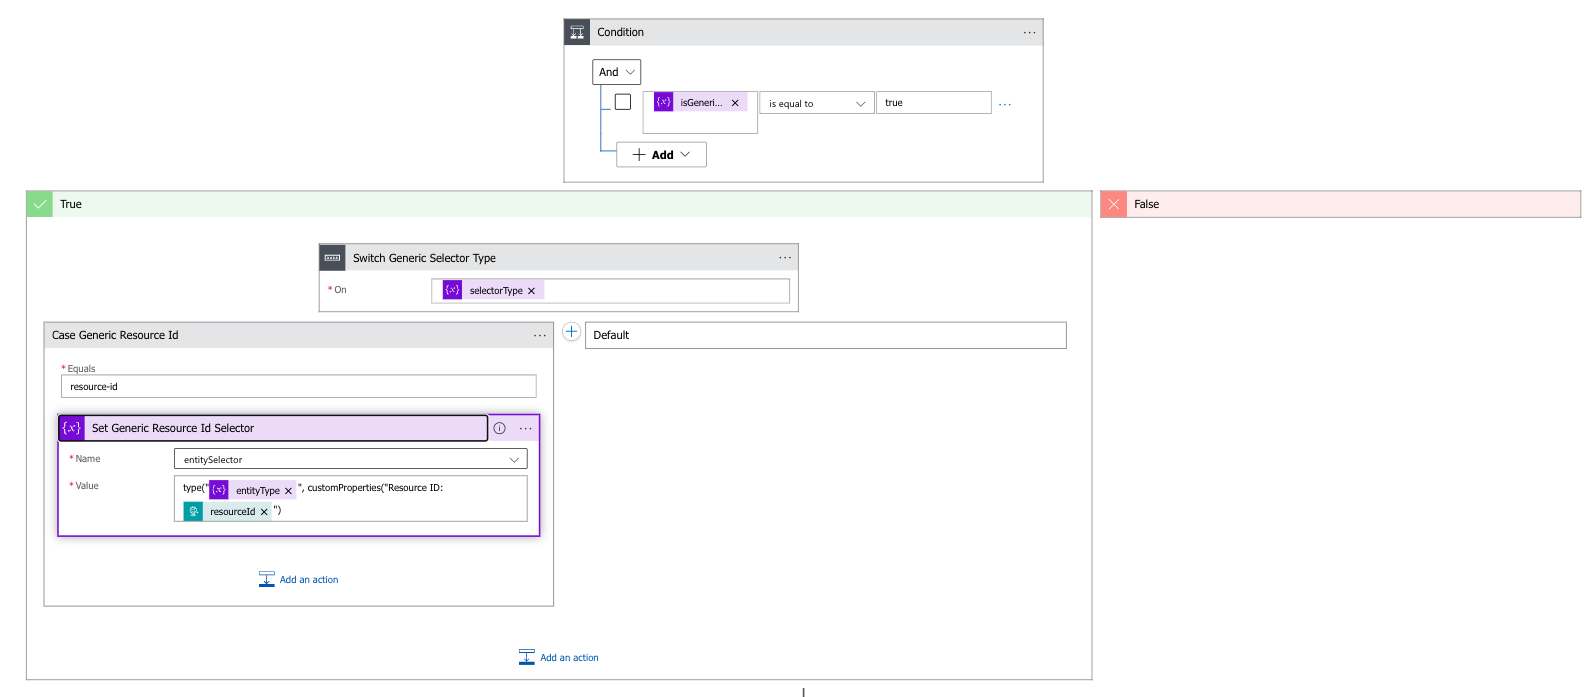 Condition
And
{x} isGeneri... × is equal to true
+ Add
True
False
Switch Generic Selector Type
* On {x} selectorType ×
Case Generic Resource Id
Default
* Equals
resource-id
{x} Set Generic Resource Id Selector
* Name entitySelector
* Value type("{x} entityType × ", customProperties("Resource ID:
resourceId × ")
Add an action
Add an action